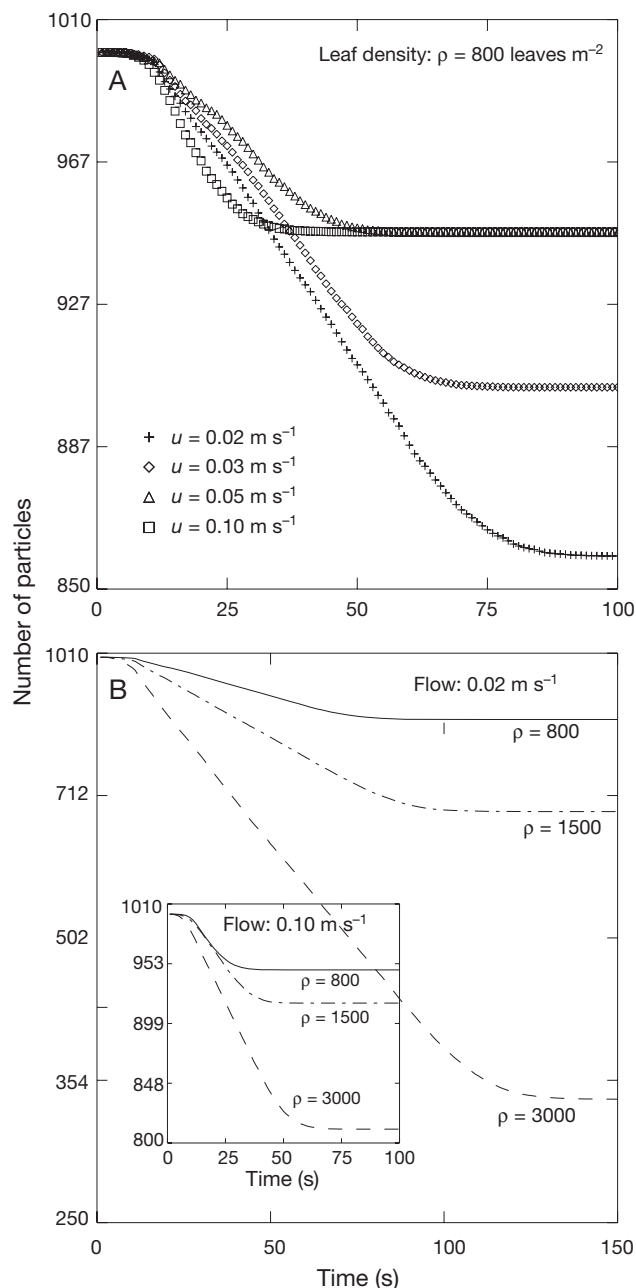 1010
A
Leaf density: ρ = 800 leaves m⁻²
967
927
887
850
u = 0.02 m s⁻¹
u = 0.03 m s⁻¹
u = 0.05 m s⁻¹
u = 0.10 m s⁻¹
0 25 50 75 100
Number of particles
1010
B
Flow: 0.02 m s⁻¹
ρ = 800
712
ρ = 1500
502
354
ρ = 3000
250
1010
Flow: 0.10 m s⁻¹
953
ρ = 800
899
ρ = 1500
848
ρ = 3000
800
0 25 50 75 100
Time (s)
0 50 100 150
Time (s)